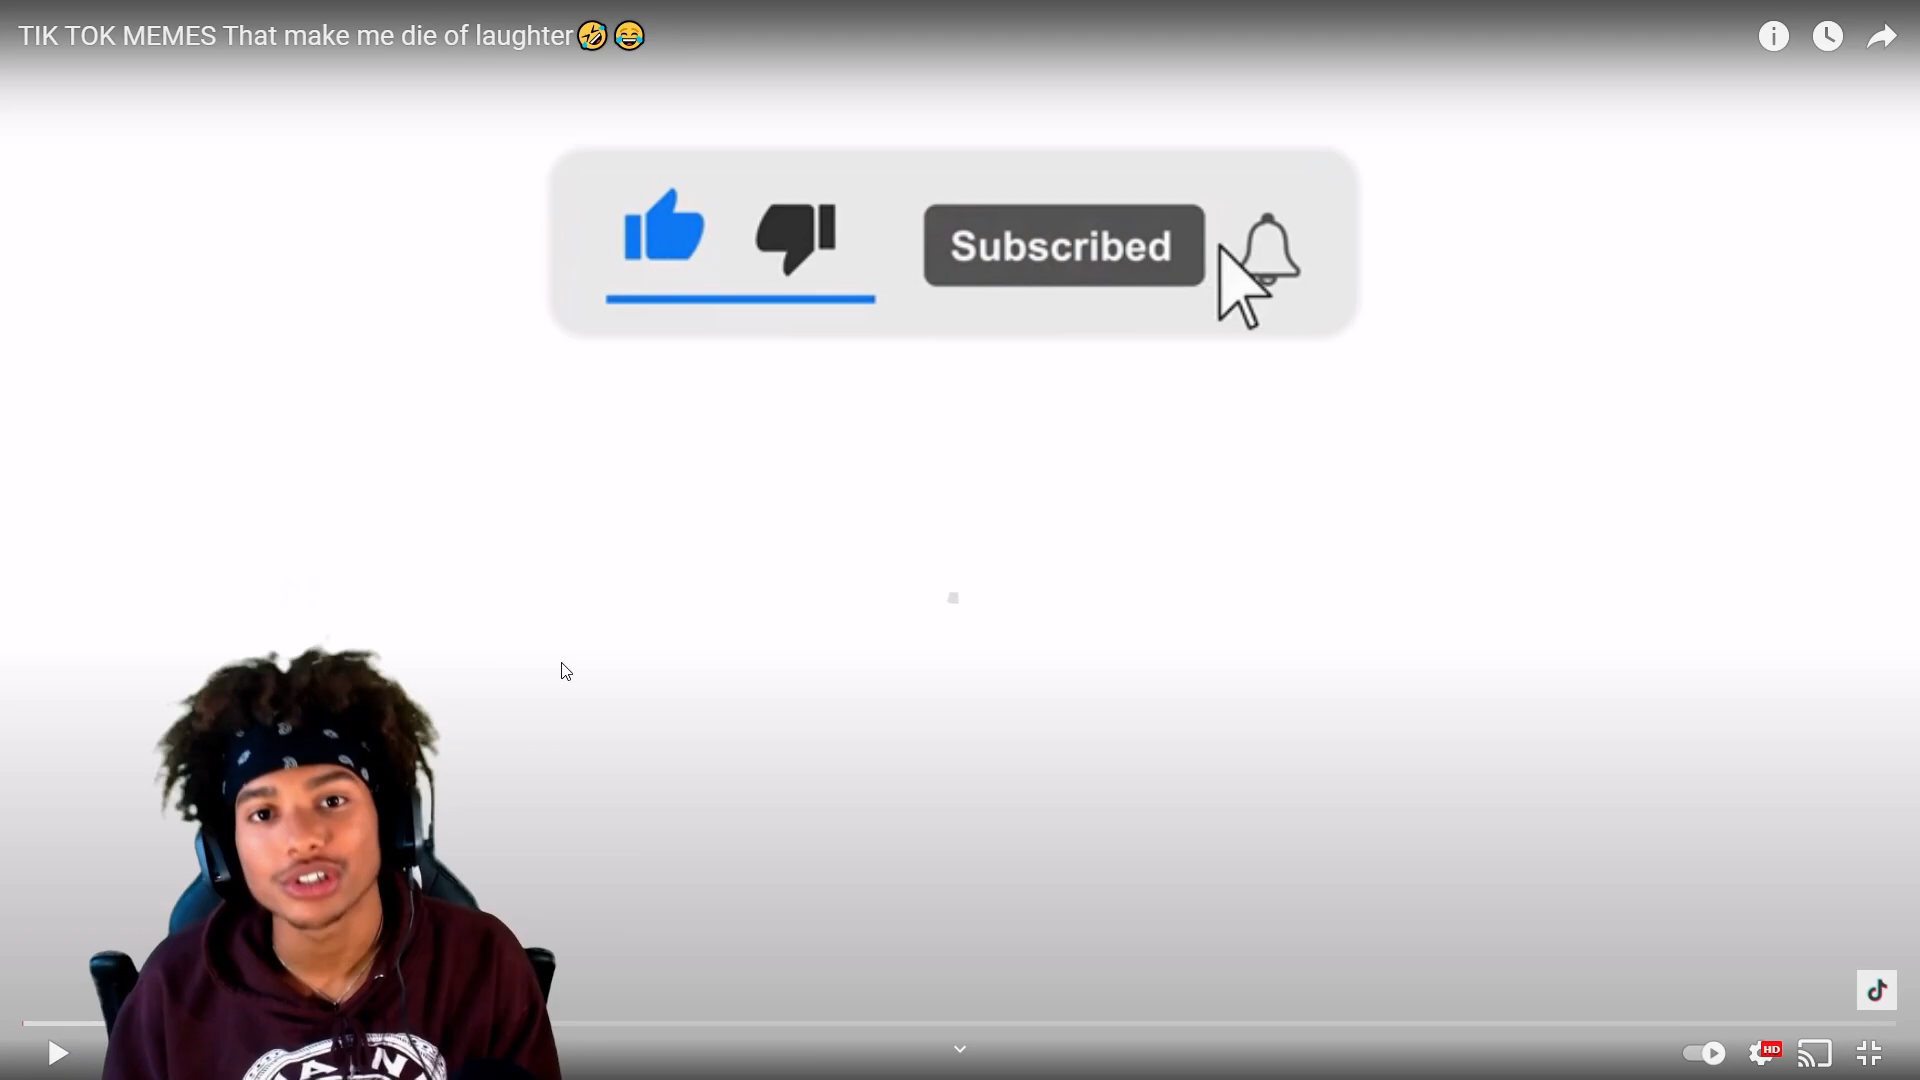 TIK TOK MEMES That make me die of laughter🤣😂
Subscribed
HD